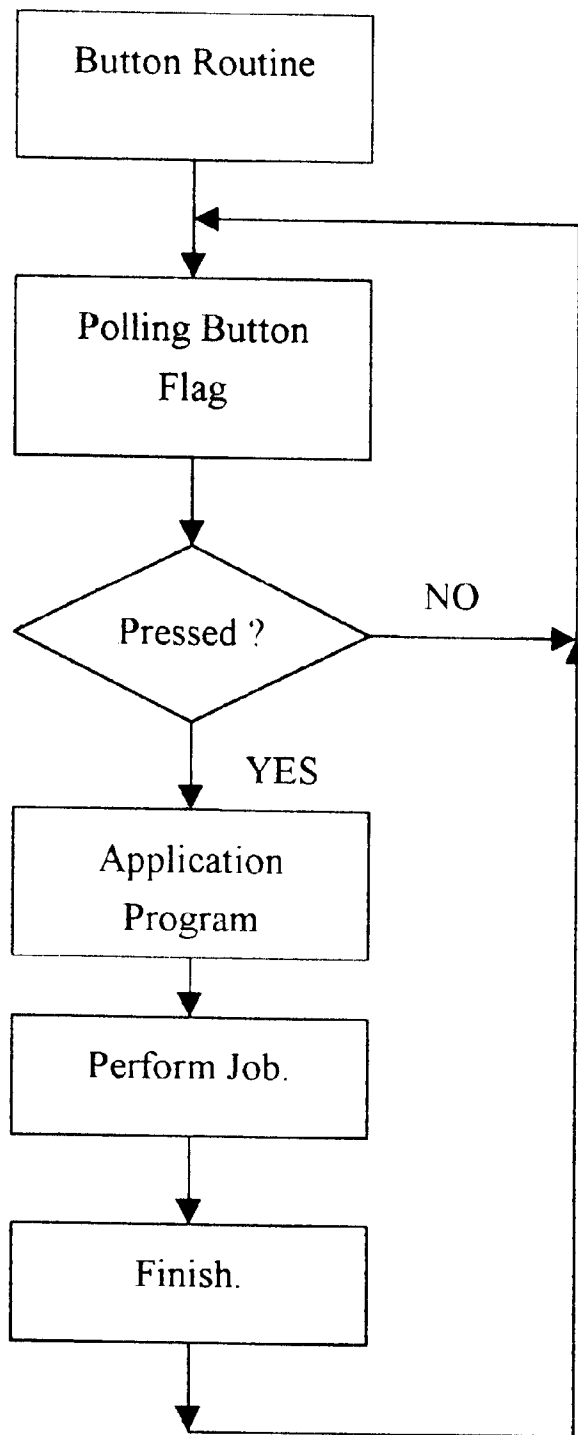 Button Routine
Polling Button
Flag
Pressed ?
NO
YES
Application
Program
Perform Job.
Finish.